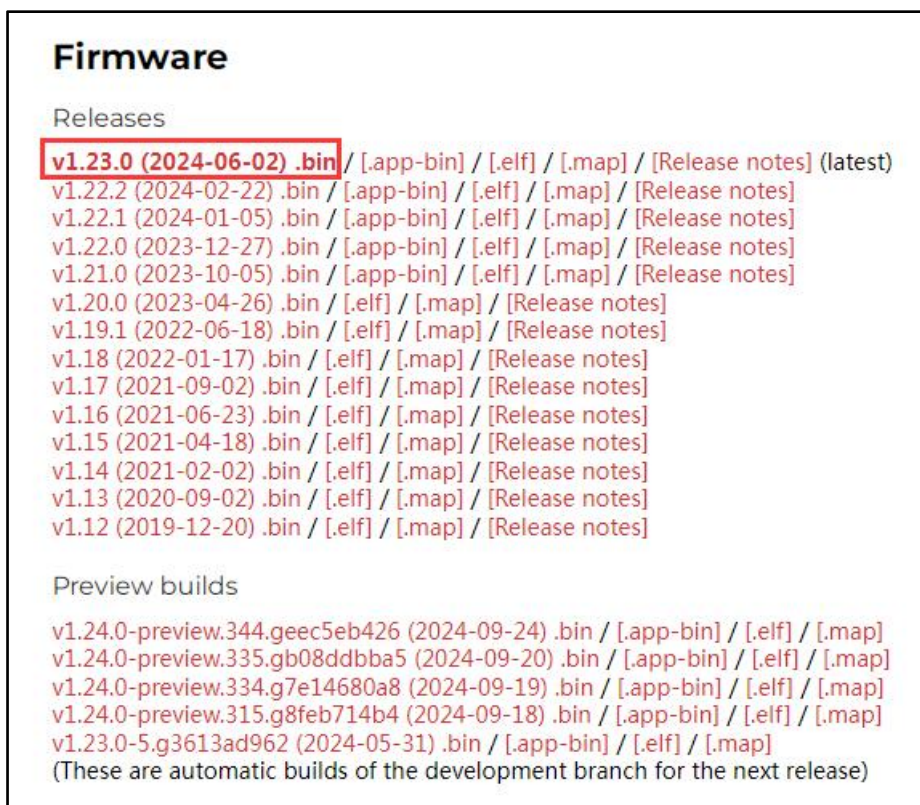 Firmware
Releases
v1.23.0 (2024-06-02) .bin / [.app-bin] / [.elf] / [.map] / [Release notes] (latest)
v1.22.2 (2024-02-22) .bin / [.app-bin] / [.elf] / [.map] / [Release notes]
v1.22.1 (2024-01-05) .bin / [.app-bin] / [.elf] / [.map] / [Release notes]
v1.22.0 (2023-12-27) .bin / [.app-bin] / [.elf] / [.map] / [Release notes]
v1.21.0 (2023-10-05) .bin / [.app-bin] / [.elf] / [.map] / [Release notes]
v1.20.0 (2023-04-26) .bin / [.elf] / [.map] / [Release notes]
v1.19.1 (2022-06-18) .bin / [.elf] / [.map] / [Release notes]
v1.18 (2022-01-17) .bin / [.elf] / [.map] / [Release notes]
v1.17 (2021-09-02) .bin / [.elf] / [.map] / [Release notes]
v1.16 (2021-06-23) .bin / [.elf] / [.map] / [Release notes]
v1.15 (2021-04-18) .bin / [.elf] / [.map] / [Release notes]
v1.14 (2021-02-02) .bin / [.elf] / [.map] / [Release notes]
v1.13 (2020-09-02) .bin / [.elf] / [.map] / [Release notes]
v1.12 (2019-12-20) .bin / [.elf] / [.map] / [Release notes]
Preview builds
v1.24.0-preview.344.geec5eb426 (2024-09-24) .bin / [.app-bin] / [.elf] / [.map]
v1.24.0-preview.335.gb08ddbba5 (2024-09-20) .bin / [.app-bin] / [.elf] / [.map]
v1.24.0-preview.334.g7e14680a8 (2024-09-19) .bin / [.app-bin] / [.elf] / [.map]
v1.24.0-preview.315.g8feb714b4 (2024-09-18) .bin / [.app-bin] / [.elf] / [.map]
v1.23.0-5.g3613ad962 (2024-05-31) .bin / [.app-bin] / [.elf] / [.map]
(These are automatic builds of the development branch for the next release)